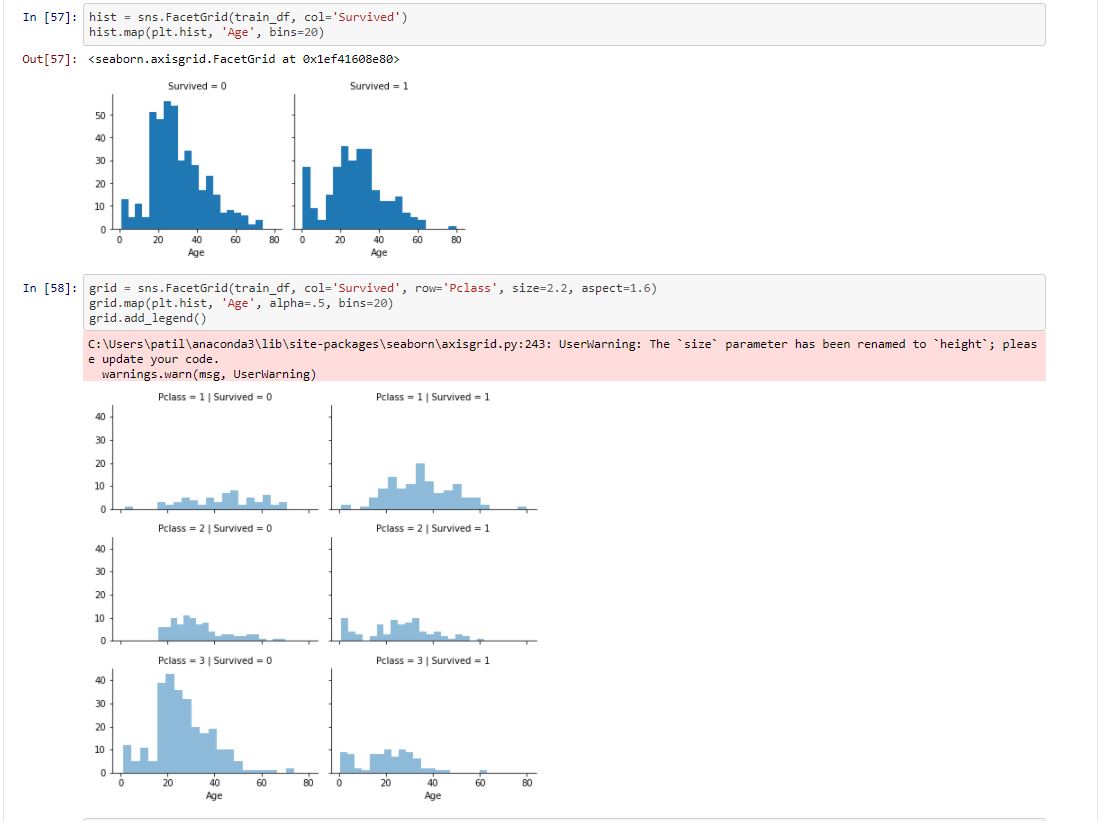 In [57]: hist = sns.FacetGrid(train_df, col='Survived')
hist.map(plt.hist, 'Age', bins=20)
Out[57]: <seaborn.axisgrid.FacetGrid at 0x1ef41608e80>
Survived = 0 Survived = 1
50
40
30
20
10
0
0 20 40 60 80 0 20 40 60 80
Age Age
In [58]: grid = sns.FacetGrid(train_df, col='Survived', row='Pclass', size=2.2, aspect=1.6)
grid.map(plt.hist, 'Age', alpha=.5, bins=20)
grid.add_legend()
C:\Users\patil\anaconda3\lib\site-packages\seaborn\axisgrid.py:243: UserWarning: The `size` parameter has been renamed to `height`; pleas
e update your code.
warnings.warn(msg, UserWarning)
Pclass = 1 | Survived = 0 Pclass = 1 | Survived = 1
40
30
20
10
0
Pclass = 2 | Survived = 0 Pclass = 2 | Survived = 1
40
30
20
10
0
Pclass = 3 | Survived = 0 Pclass = 3 | Survived = 1
40
30
20
10
0
0 20 40 60 80 0 20 40 60 80
Age Age